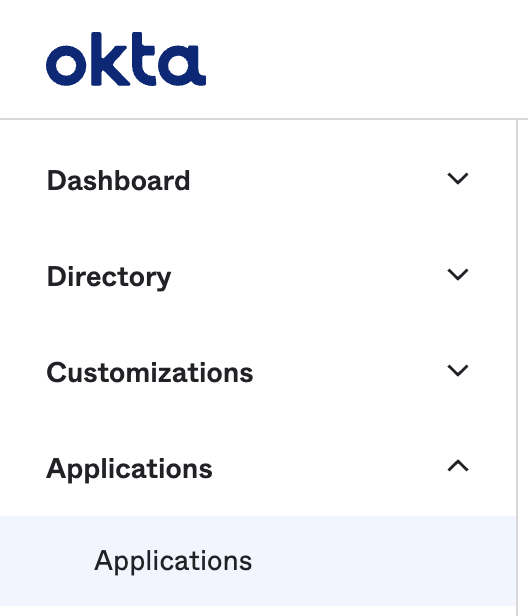 okta
Dashboard
Directory
Customizations
Applications
Applications